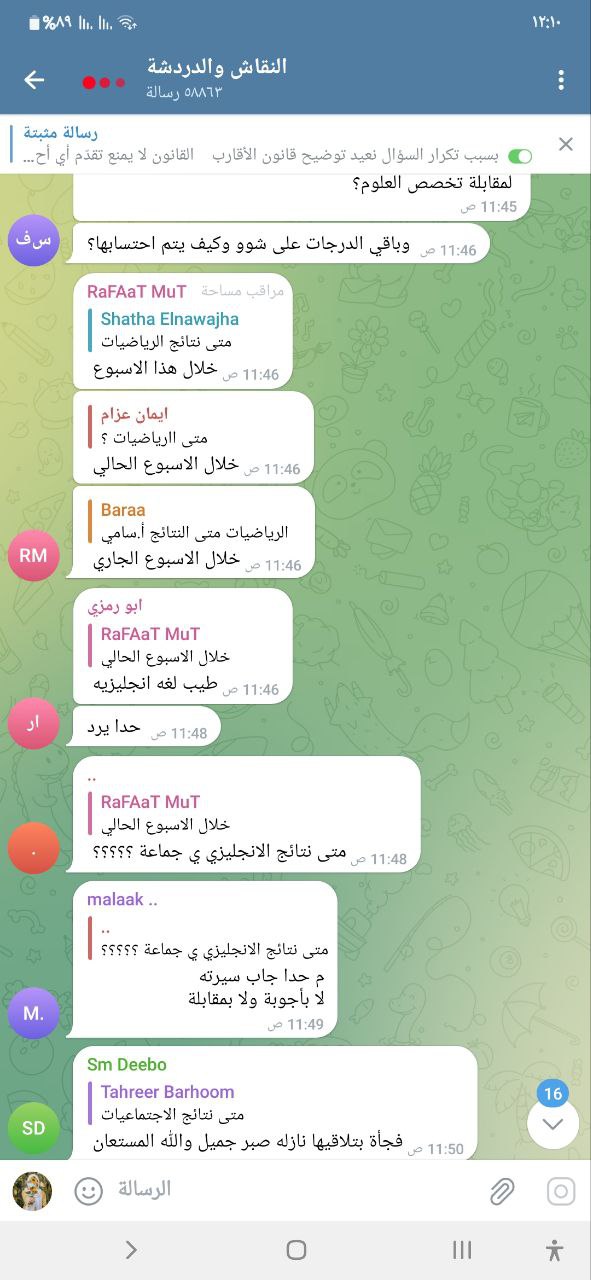 %٨٩
١٢:١٠
النقاش والدردشة
٥٨٨٦٣ رسالة
رسالة مثبتة
بسبب تكرار السؤال نعيد توضيح قانون الأقارب القانون لا يمنع تقدّم أي أح...
لمقابلة تخصص العلوم؟
11:45 ص
س ف
وباقي الدرجات على شوو وكيف يتم احتسابها؟
11:46 ص
RaFAaT MuT مراقب مساحة
Shatha Elnawajha
متى نتائج الرياضيات
خلال هذا الاسبوع
11:46 ص
ايمان عزام
متى اارياضيات ؟
خلال الاسبوع الحالي
11:46 ص
Baraa
الرياضيات متى النتائج أ.سامي
RM
خلال الاسبوع الجاري
11:46 ص
ابو رمزي
RaFAaT MuT
خلال الاسبوع الحالي
طيب لغه انجليزيه
11:46 ص
ا ر
حدا يرد
11:48 ص
..
RaFAaT MuT
خلال الاسبوع الحالي
.
متى نتائج الانجليزي ي جماعة ؟؟؟؟؟
11:48 ص
malaak ..
..
متى نتائج الانجليزي ي جماعة ؟؟؟؟؟
م حدا جاب سيرته
لا بأجوبة ولا بمقابلة
M.
11:49 ص
Sm Deebo
Tahreer Barhoom
متى نتائج الاجتماعيات
SD
فجأة بتلاقيها نازله صبر جميل والله المستعان
11:50 ص
16
الرسالة